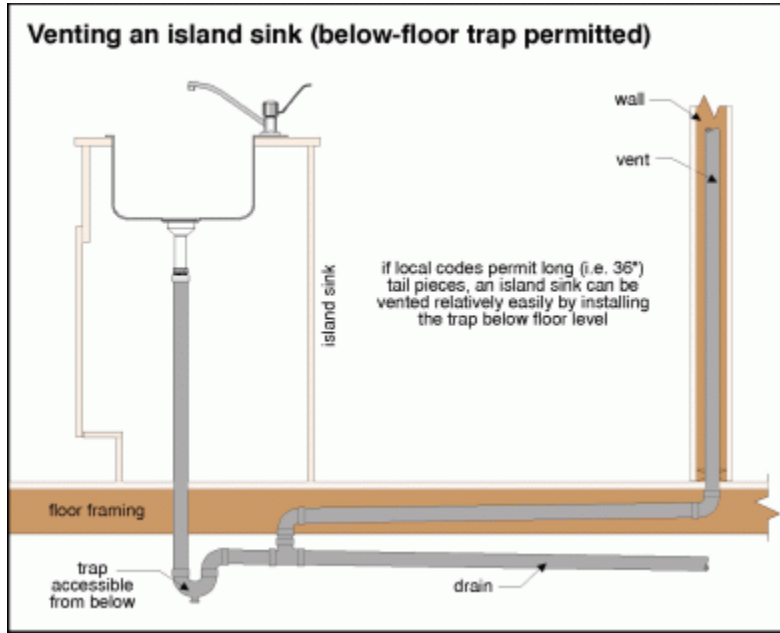 Venting an island sink (below-floor trap permitted)
wall
vent
if local codes permit long (i.e. 36")
tail pieces, an island sink can be
vented relatively easily by installing
the trap below floor level
island sink
floor framing
trap
accessible
from below
drain